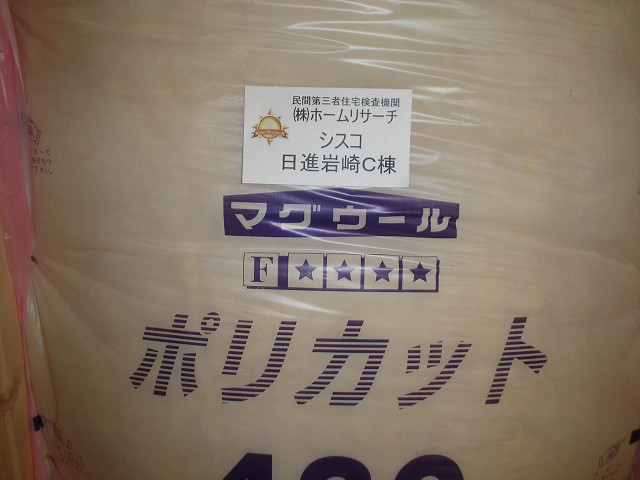 民間第三者住宅検査機関
㈱ホームリサーチ
シスコ
日進岩崎C棟
マグウール
F★★★★
ポリカット